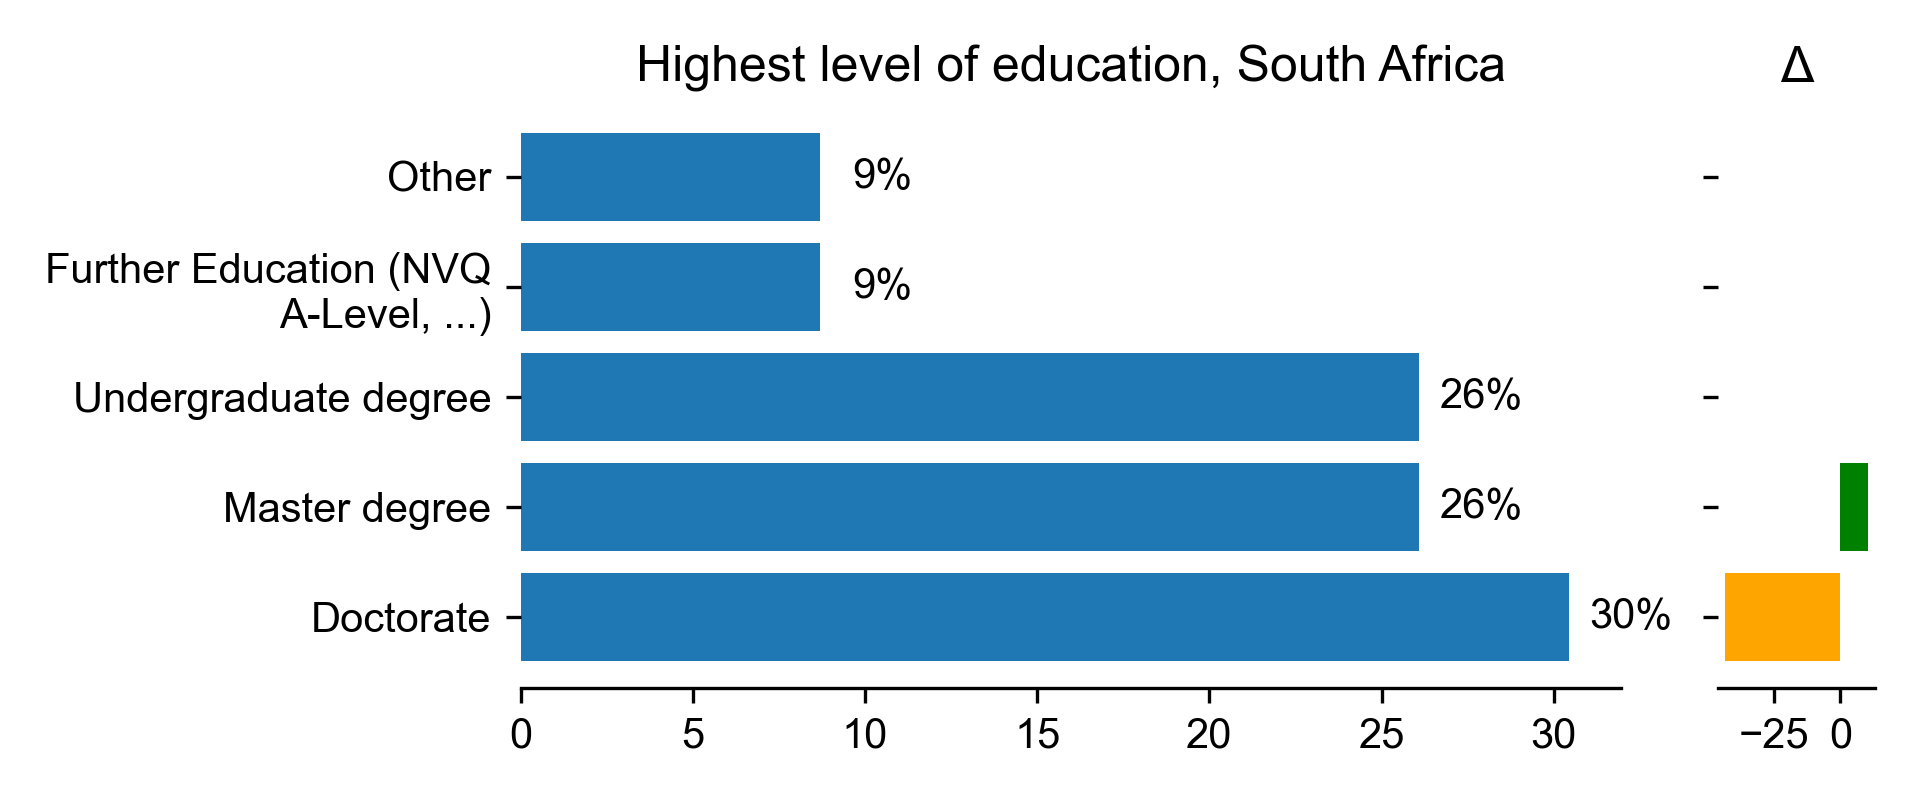 Highest level of education, South Africa
Δ
Other
9%
Further Education (NVQ
A-Level, ...)
9%
Undergraduate degree
26%
Master degree
26%
Doctorate
30%
0 5 10 15 20 25 30
−25 0